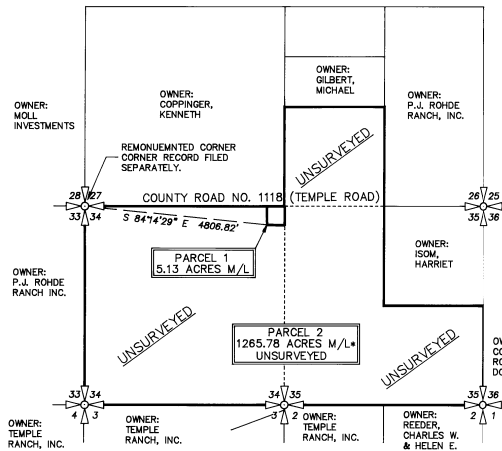 OWNER:
GILBERT,
MICHAEL
OWNER:
MOLL
INVESTMENTS
OWNER:
COPPINGER,
KENNETH
OWNER:
P.J. ROHDE
RANCH, INC.
UNSURVEYED
REMONUEMNTED CORNER
CORNER RECORD FILED
SEPARATELY.
28 27
33 34
COUNTY ROAD NO. 1118 (TEMPLE ROAD)
26 25
35 36
S 84°14'29" E 4806.82'
PARCEL 1
5.13 ACRES M/L
OWNER:
ISOM,
HARRIET
OWNER:
P.J. ROHDE
RANCH INC.
UNSURVEYED
PARCEL 2
1265.78 ACRES M/L*
UNSURVEYED
UNSURVEYED
33 34
4 3
34 35
3 2
35 36
2 1
OWNER:
TEMPLE
RANCH, INC.
OWNER:
TEMPLE
RANCH, INC.
OWNER:
TEMPLE
RANCH, INC.
OWNER:
REEDER,
CHARLES W.
& HELEN E.